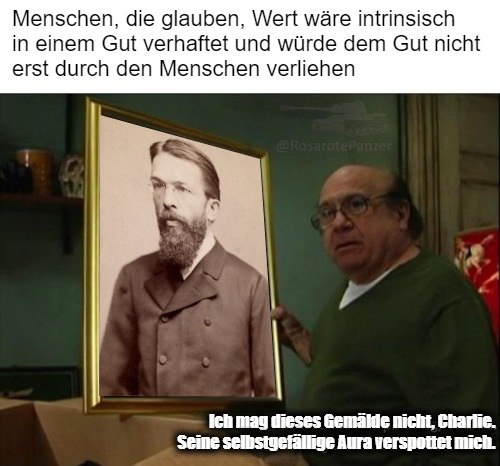 Menschen, die glauben, Wert wäre intrinsisch
in einem Gut verhaftet und würde dem Gut nicht
erst durch den Menschen verliehen
@RosarotePanzer
Ich mag dieses Gemälde nicht, Charlie.
Seine selbstgefällige Aura verspottet mich.